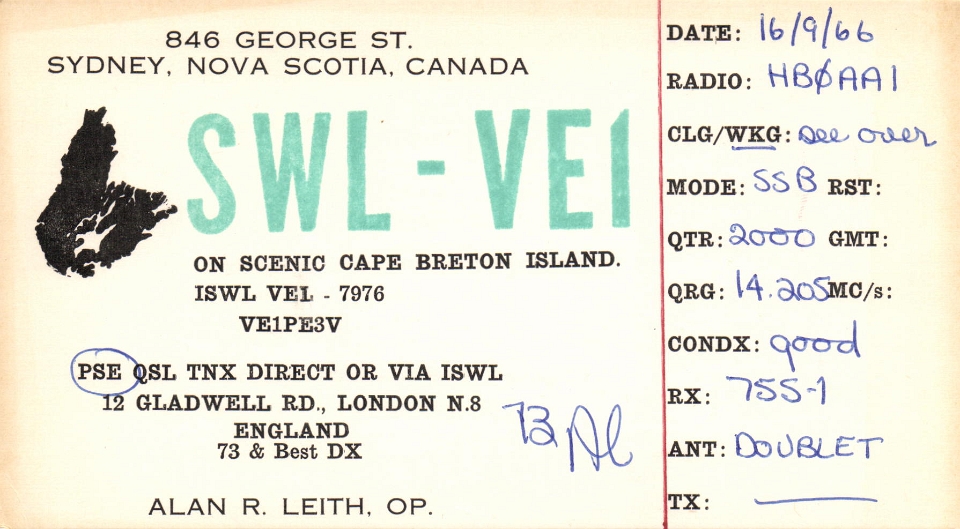 846 GEORGE ST.
SYDNEY, NOVA SCOTIA, CANADA
SWL - VE1
ON SCENIC CAPE BRETON ISLAND.
ISWL VE1 - 7976
VE1PE3V
PSE QSL TNX DIRECT OR VIA ISWL
12 GLADWELL RD., LONDON N.8
ENGLAND
73 & Best DX
73 Al
ALAN R. LEITH, OP.
DATE: 16/9/66
RADIO: HBØAAI
CLG/WKG: See over
MODE: SSB RST:
QTR: 2000 GMT:
QRG: 14.205 MC/s:
CONDX: good
RX: 75S-1
ANT: DOUBLET
TX: —